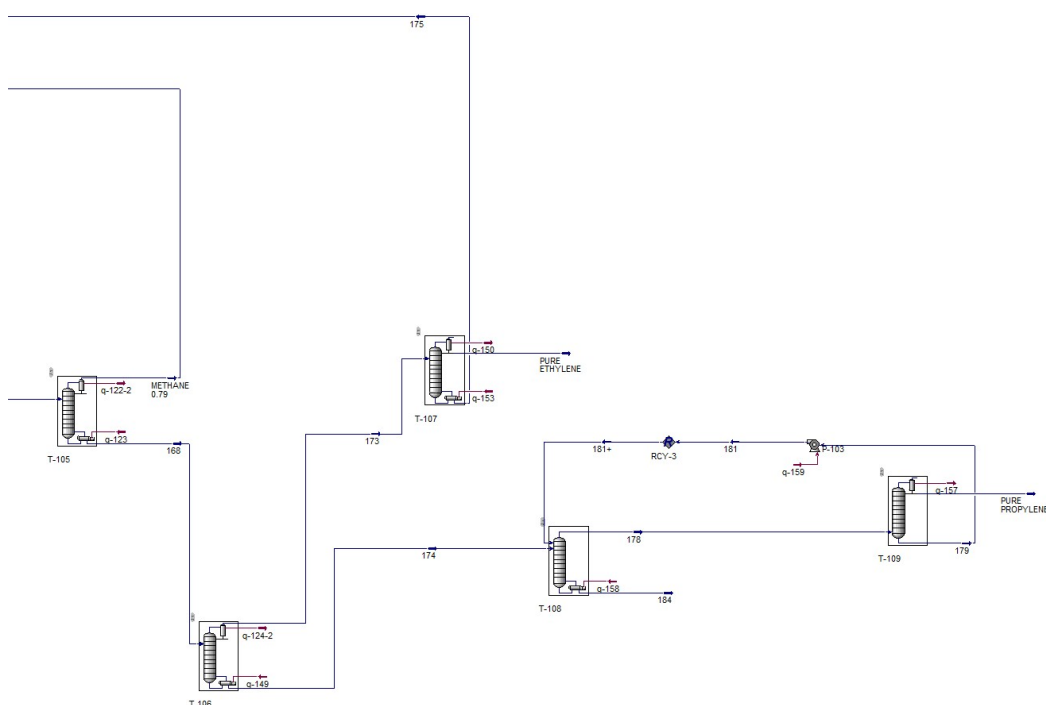 175
q-150
PURE
ETHYLENE
METHANE
0.79
q-122-2
q-153
T-107
q-123
173
168
T-105
181+
RCY-3
181
P-103
q-159
q-157
PURE
PROPYLENE
178
179
T-109
174
q-158
184
T-108
q-124-2
q-149
T-106